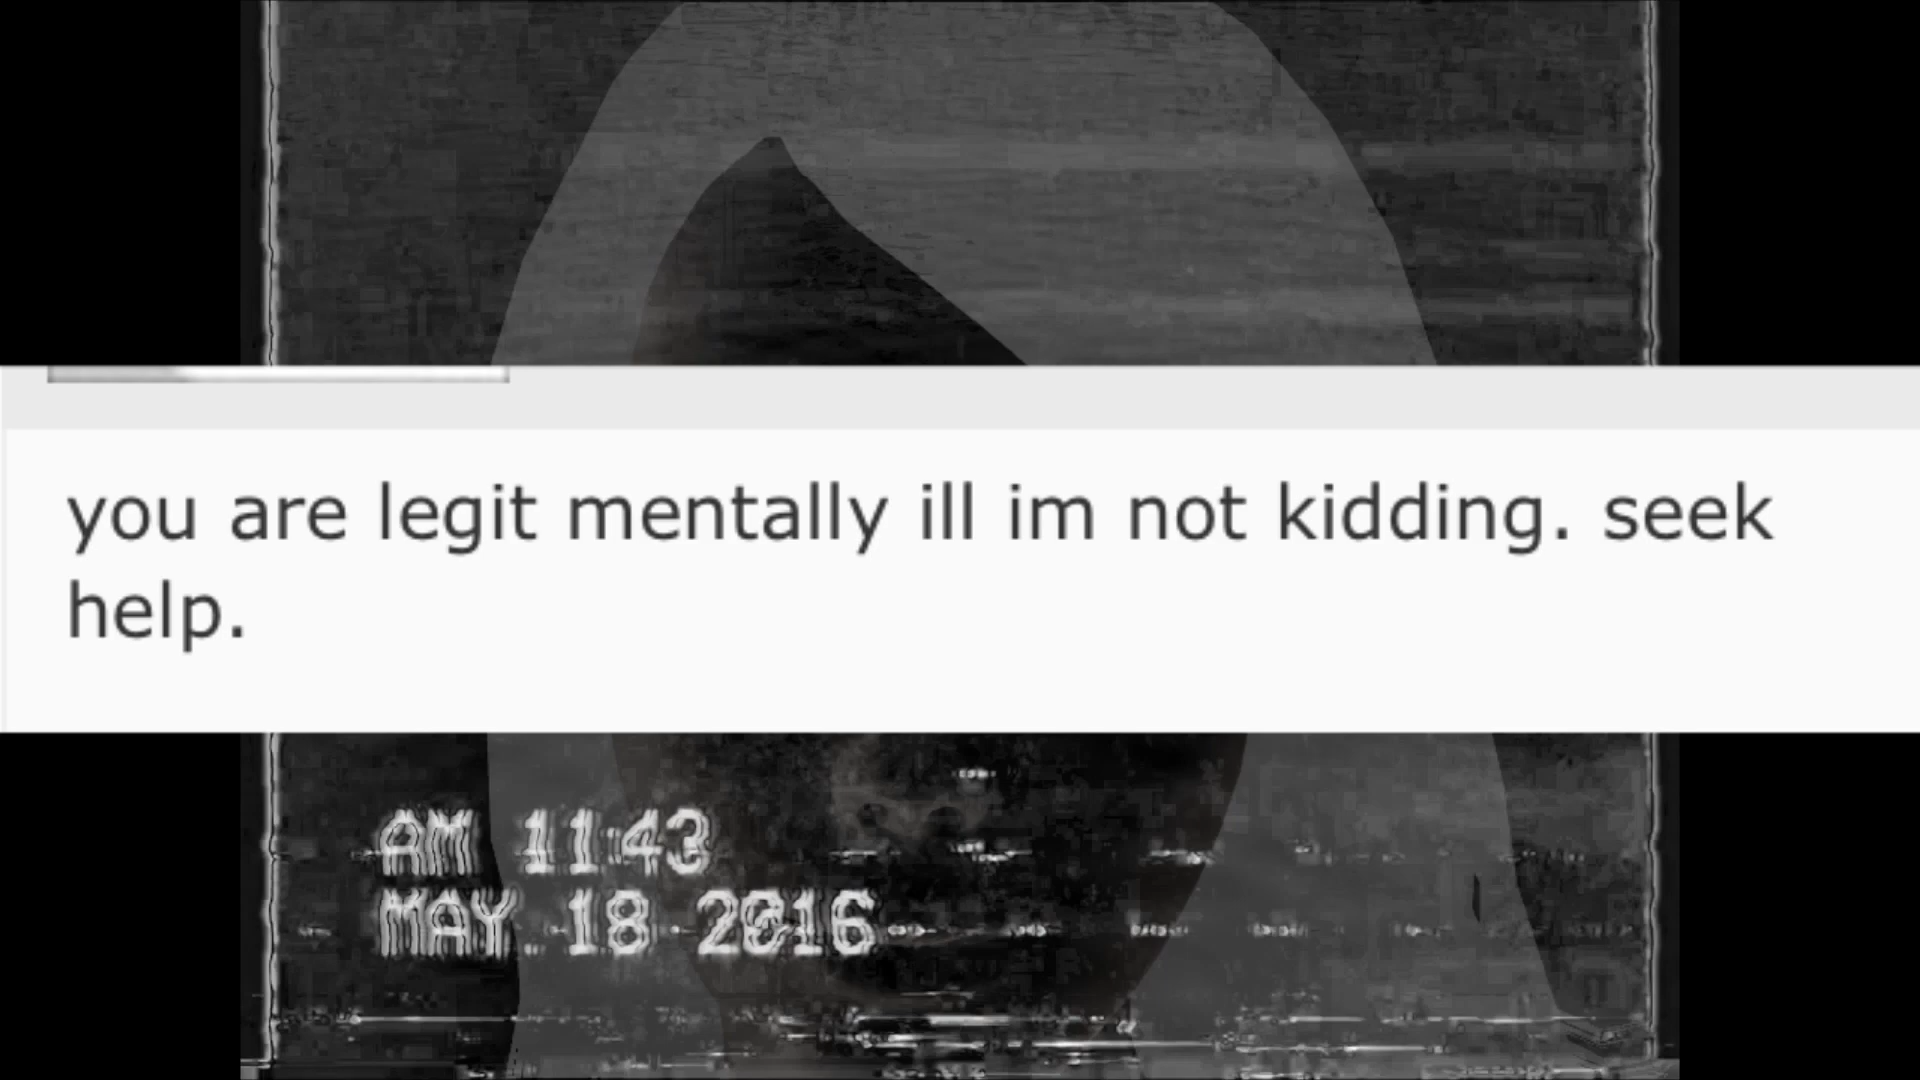 you are legit mentally ill im not kidding. seek
help.
AM 11:43
MAY. 18 2016